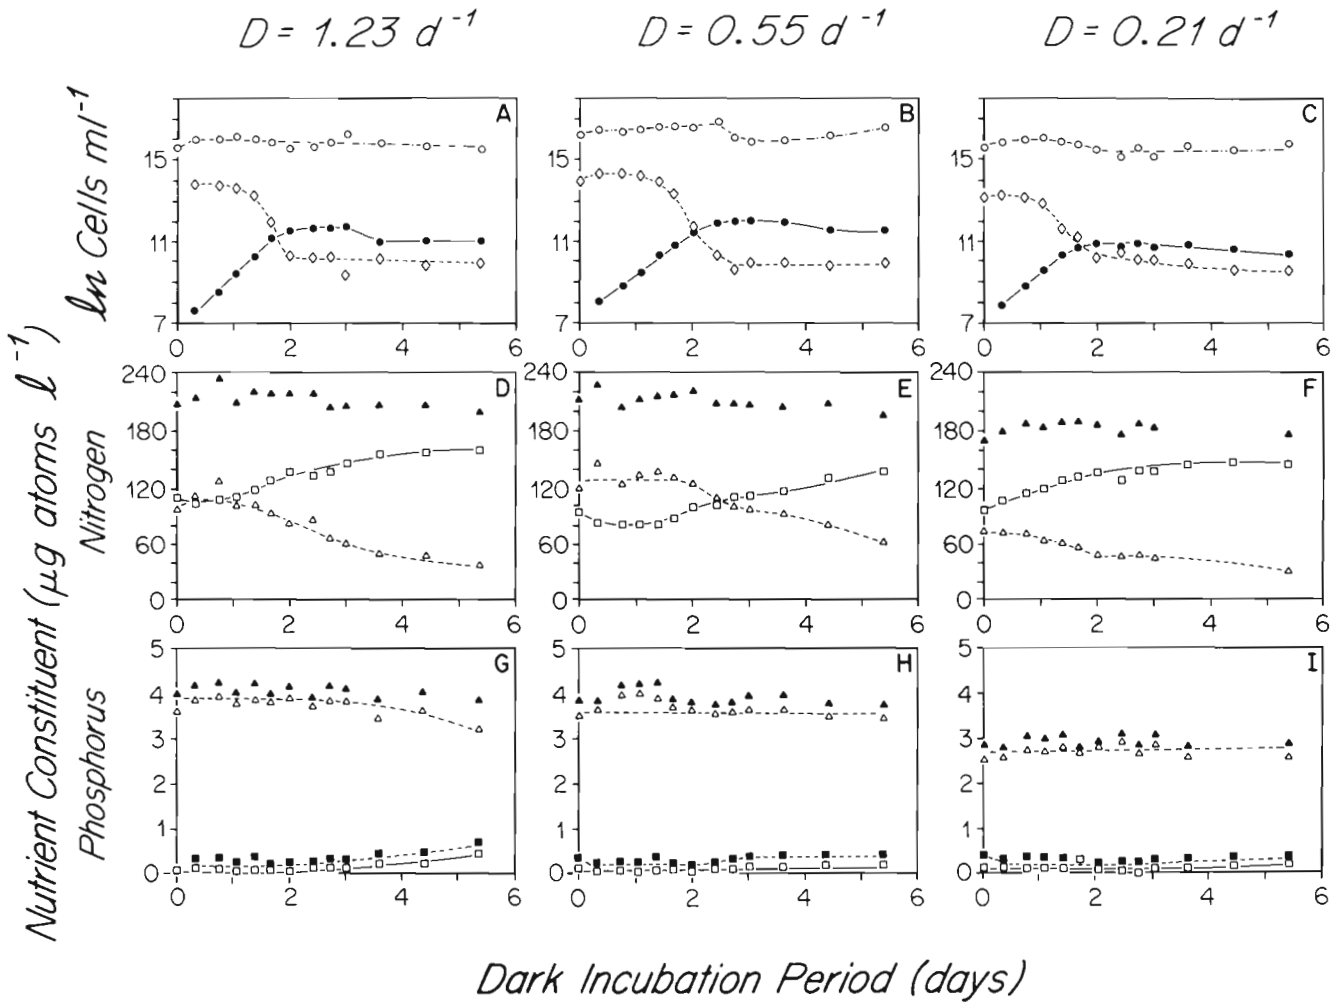 D = 1.23 d⁻¹ D = 0.55 d⁻¹ D = 0.21 d⁻¹
ln Cells ml⁻¹
A B C
15 15 15
11 11 11
7 7 7
0 2 4 6 0 2 4 6 0 2 4 6
Nutrient Constituent (μg atoms l⁻¹)
Nitrogen
D E F
240 240 240
180 180 180
120 120 120
60 60 60
0 0 0
0 2 4 6 0 2 4 6 0 2 4 6
Phosphorus
G H I
5 5 5
4 4 4
3 3 3
2 2 2
1 1 1
0 0 0
0 2 4 6 0 2 4 6 0 2 4 6
Dark Incubation Period (days)